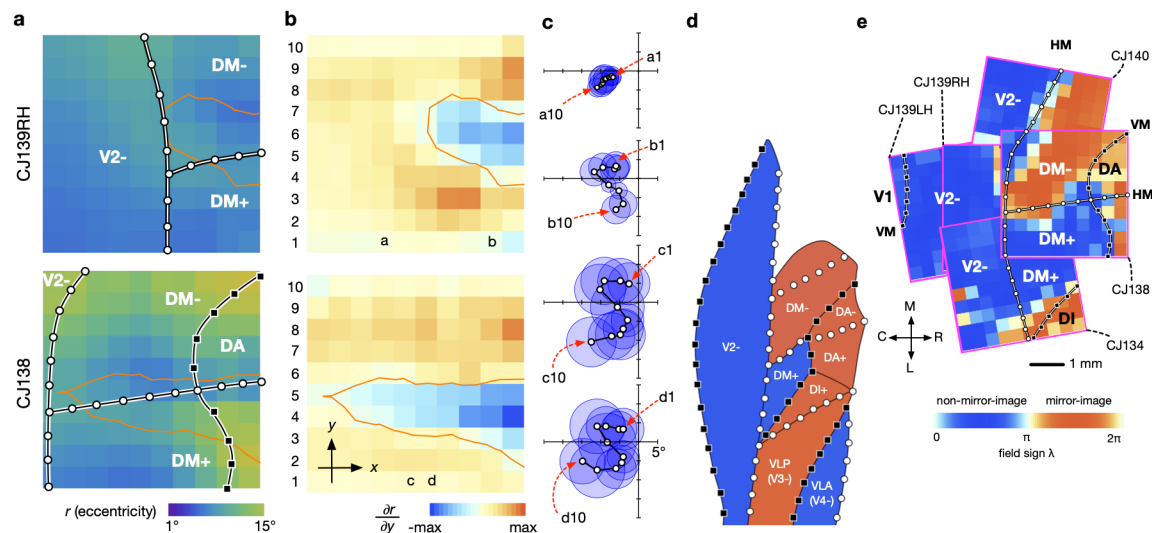 a
b
c
d
e
CJ139RH
DM-
V2-
DM+
10
9
8
7
6
5
4
3
2
1
a
b
a1
a10
b1
b10
CJ138
V2-
DM-
DA
DM+
r (eccentricity)
1°
15°
10
9
8
7
6
5
4
3
2
1
y
x
c d
∂r
∂y
-max
max
c1
c10
d1
5°
d10
V2-
DM-
DA-
DM+
DA+
DI+
VLP
(V3-)
VLA
(V4-)
HM
CJ140
CJ139LH
V2-
VM
DM-
DA
V1
V2-
HM
VM
DM+
V2-
DM+
CJ138
DI
M
C R
L
CJ134
1 mm
non-mirror-image mirror-image
0 π 2π
field sign λ